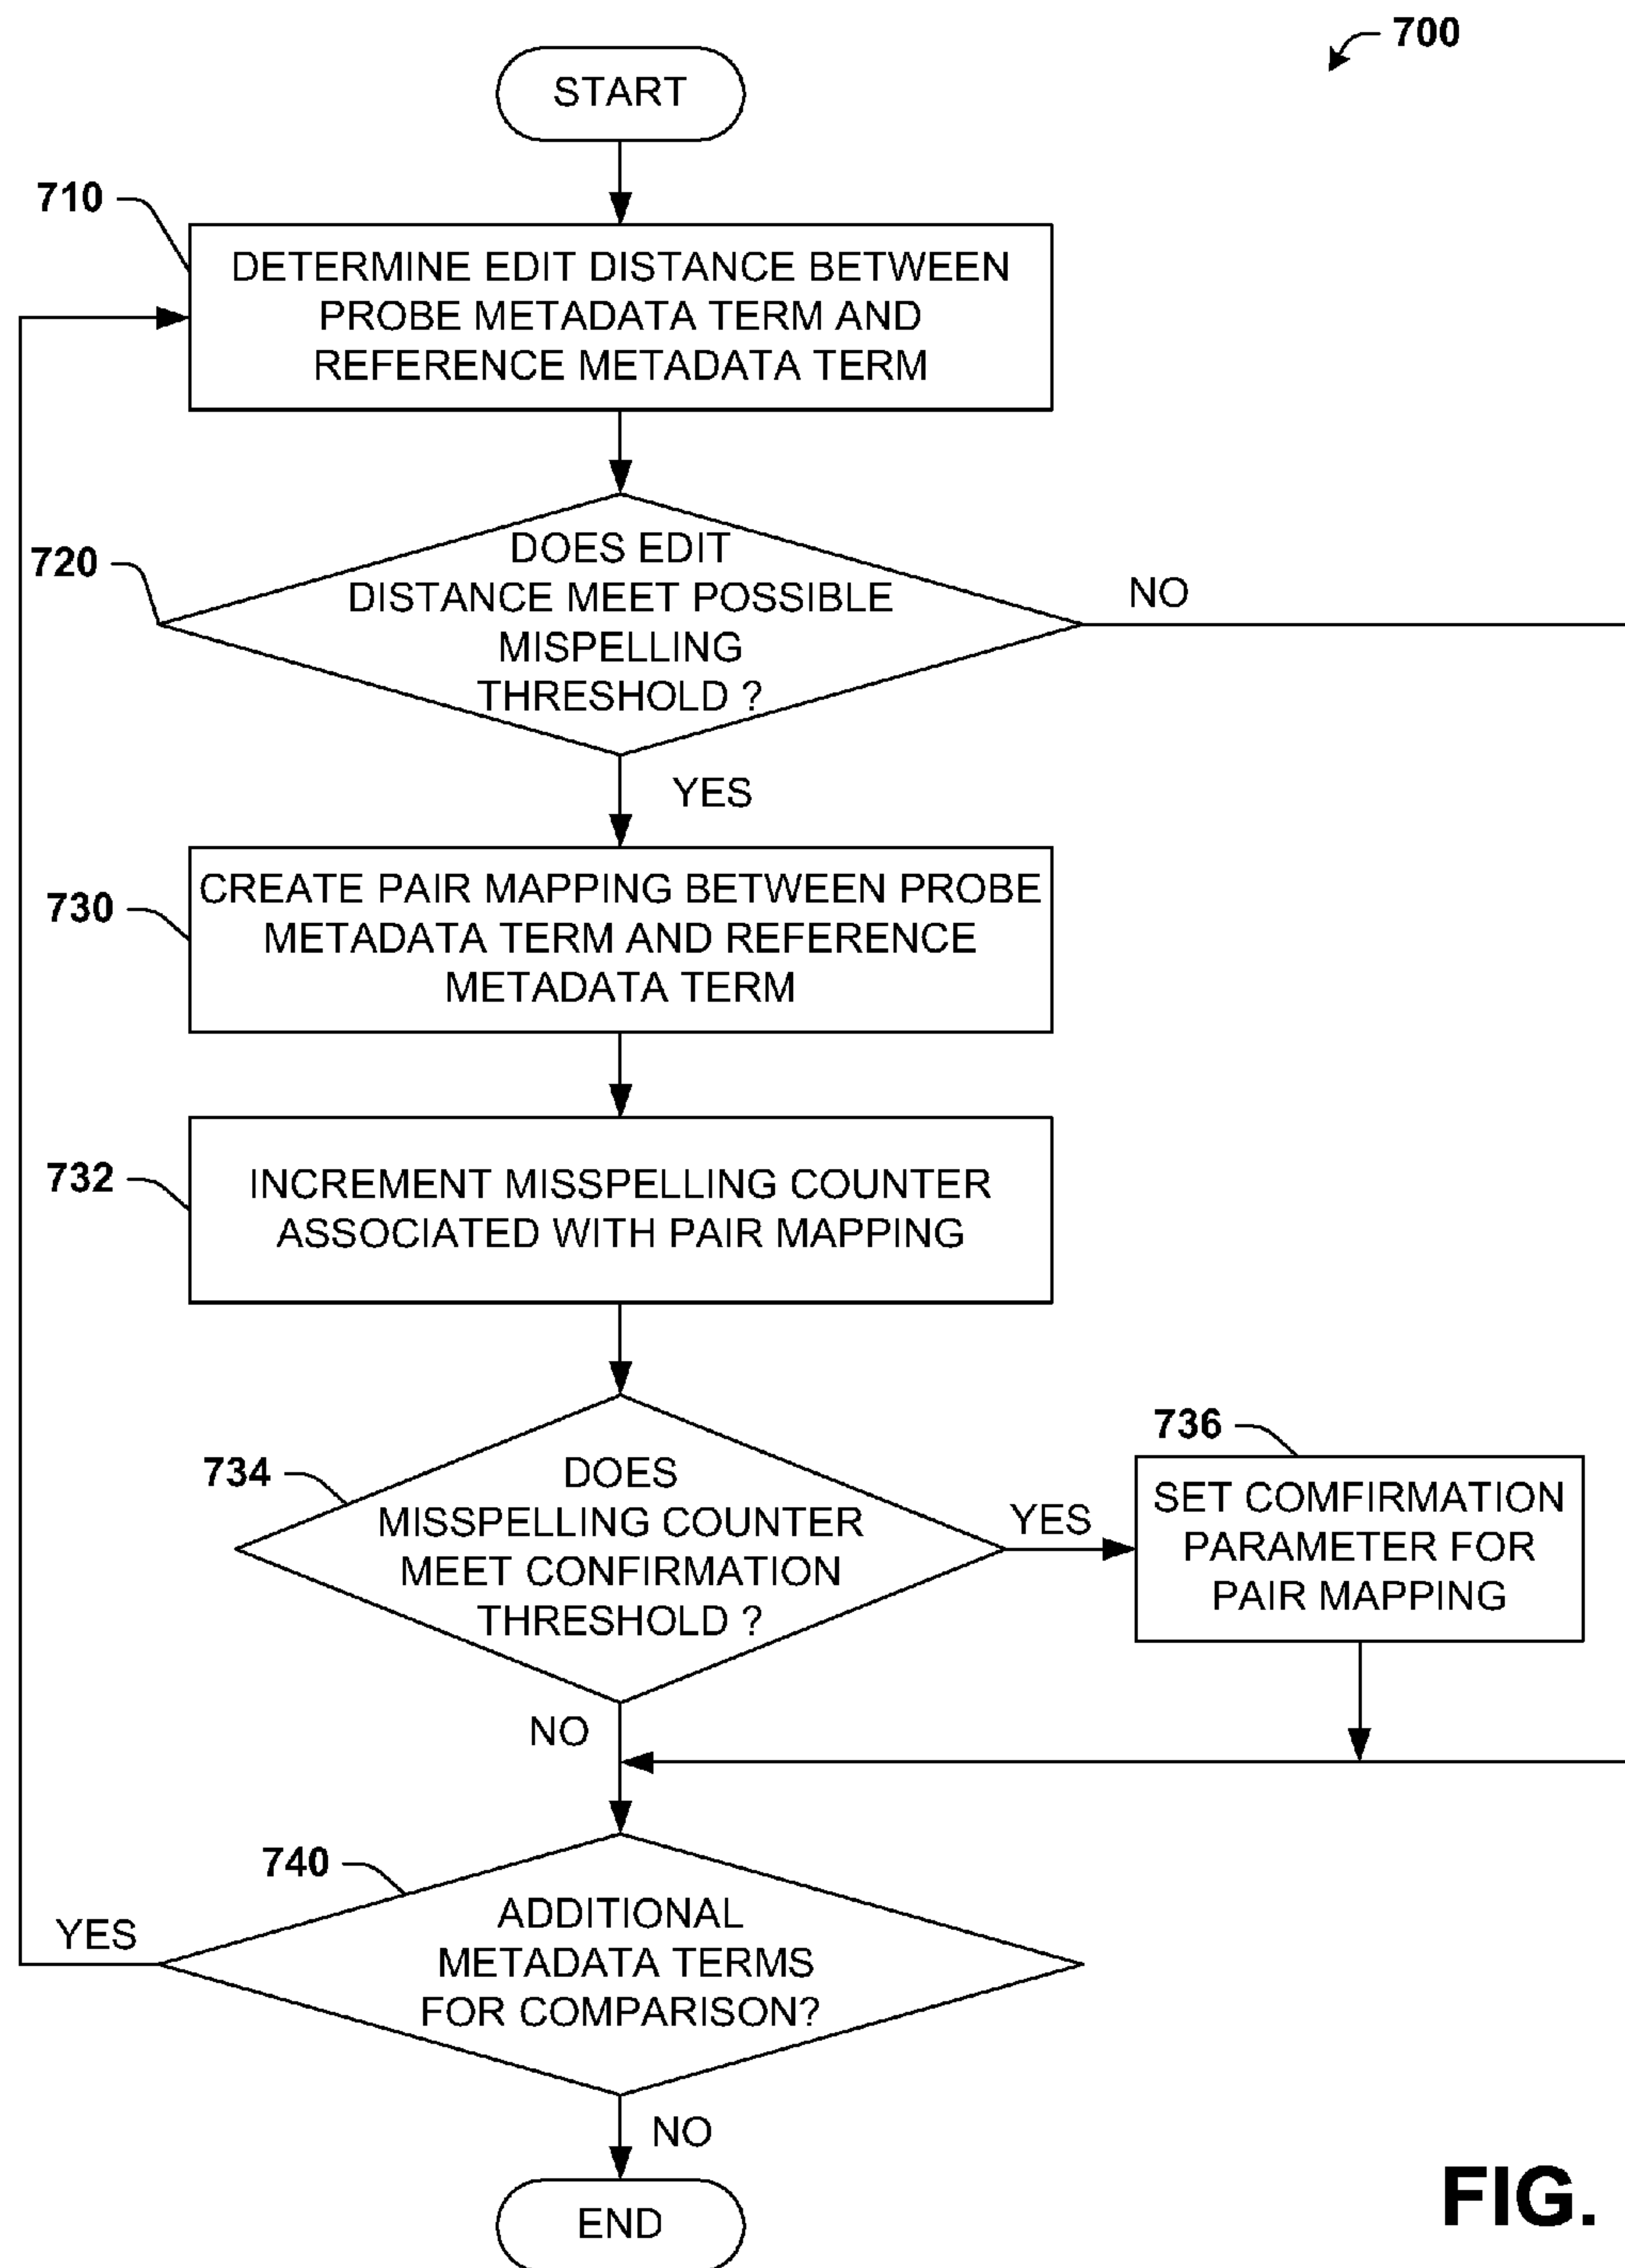 700
START
710
DETERMINE EDIT DISTANCE BETWEEN
PROBE METADATA TERM AND
REFERENCE METADATA TERM
720
DOES EDIT
DISTANCE MEET POSSIBLE
MISPELLING
THRESHOLD ?
NO
YES
730
CREATE PAIR MAPPING BETWEEN PROBE
METADATA TERM AND REFERENCE
METADATA TERM
732
INCREMENT MISSPELLING COUNTER
ASSOCIATED WITH PAIR MAPPING
734
DOES
MISSPELLING COUNTER
MEET CONFIRMATION
THRESHOLD ?
YES
736
SET COMFIRMATION
PARAMETER FOR
PAIR MAPPING
NO
740
ADDITIONAL
METADATA TERMS
FOR COMPARISON?
YES
NO
END
FIG.